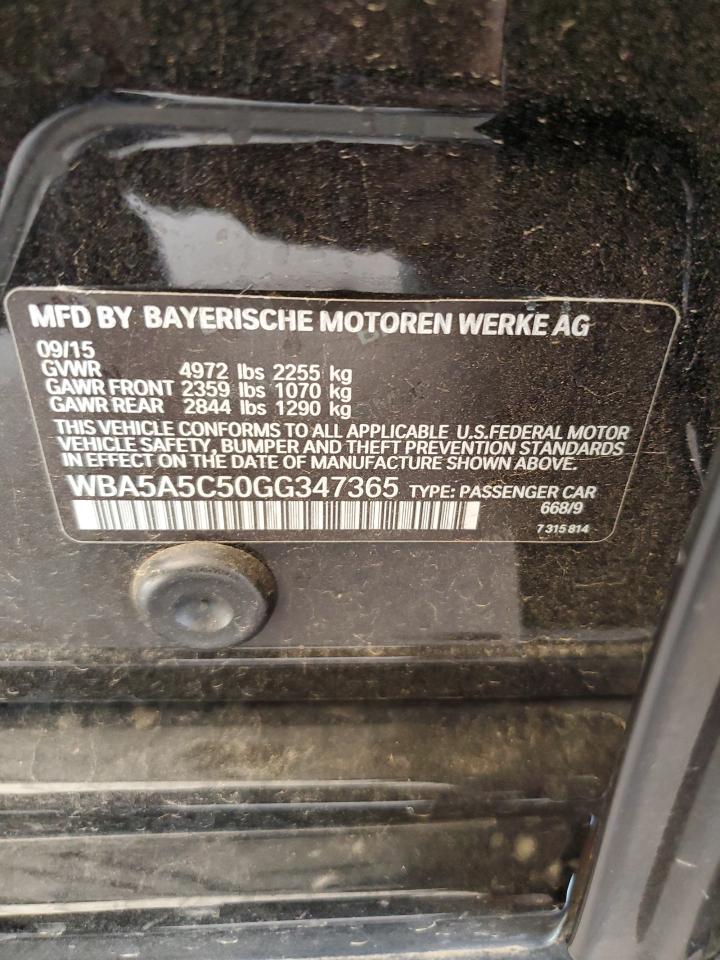 MFD BY BAYERISCHE MOTOREN WERKE AG
09/15
GVWR 4972 lbs 2255 kg
GAWR FRONT 2359 lbs 1070 kg
GAWR REAR 2844 lbs 1290 kg
THIS VEHICLE CONFORMS TO ALL APPLICABLE U.S.FEDERAL MOTOR
VEHICLE SAFETY, BUMPER AND THEFT PREVENTION STANDARDS
IN EFFECT ON THE DATE OF MANUFACTURE SHOWN ABOVE.
WBA5A5C50GG347365 TYPE: PASSENGER CAR
668/9
7 315 814